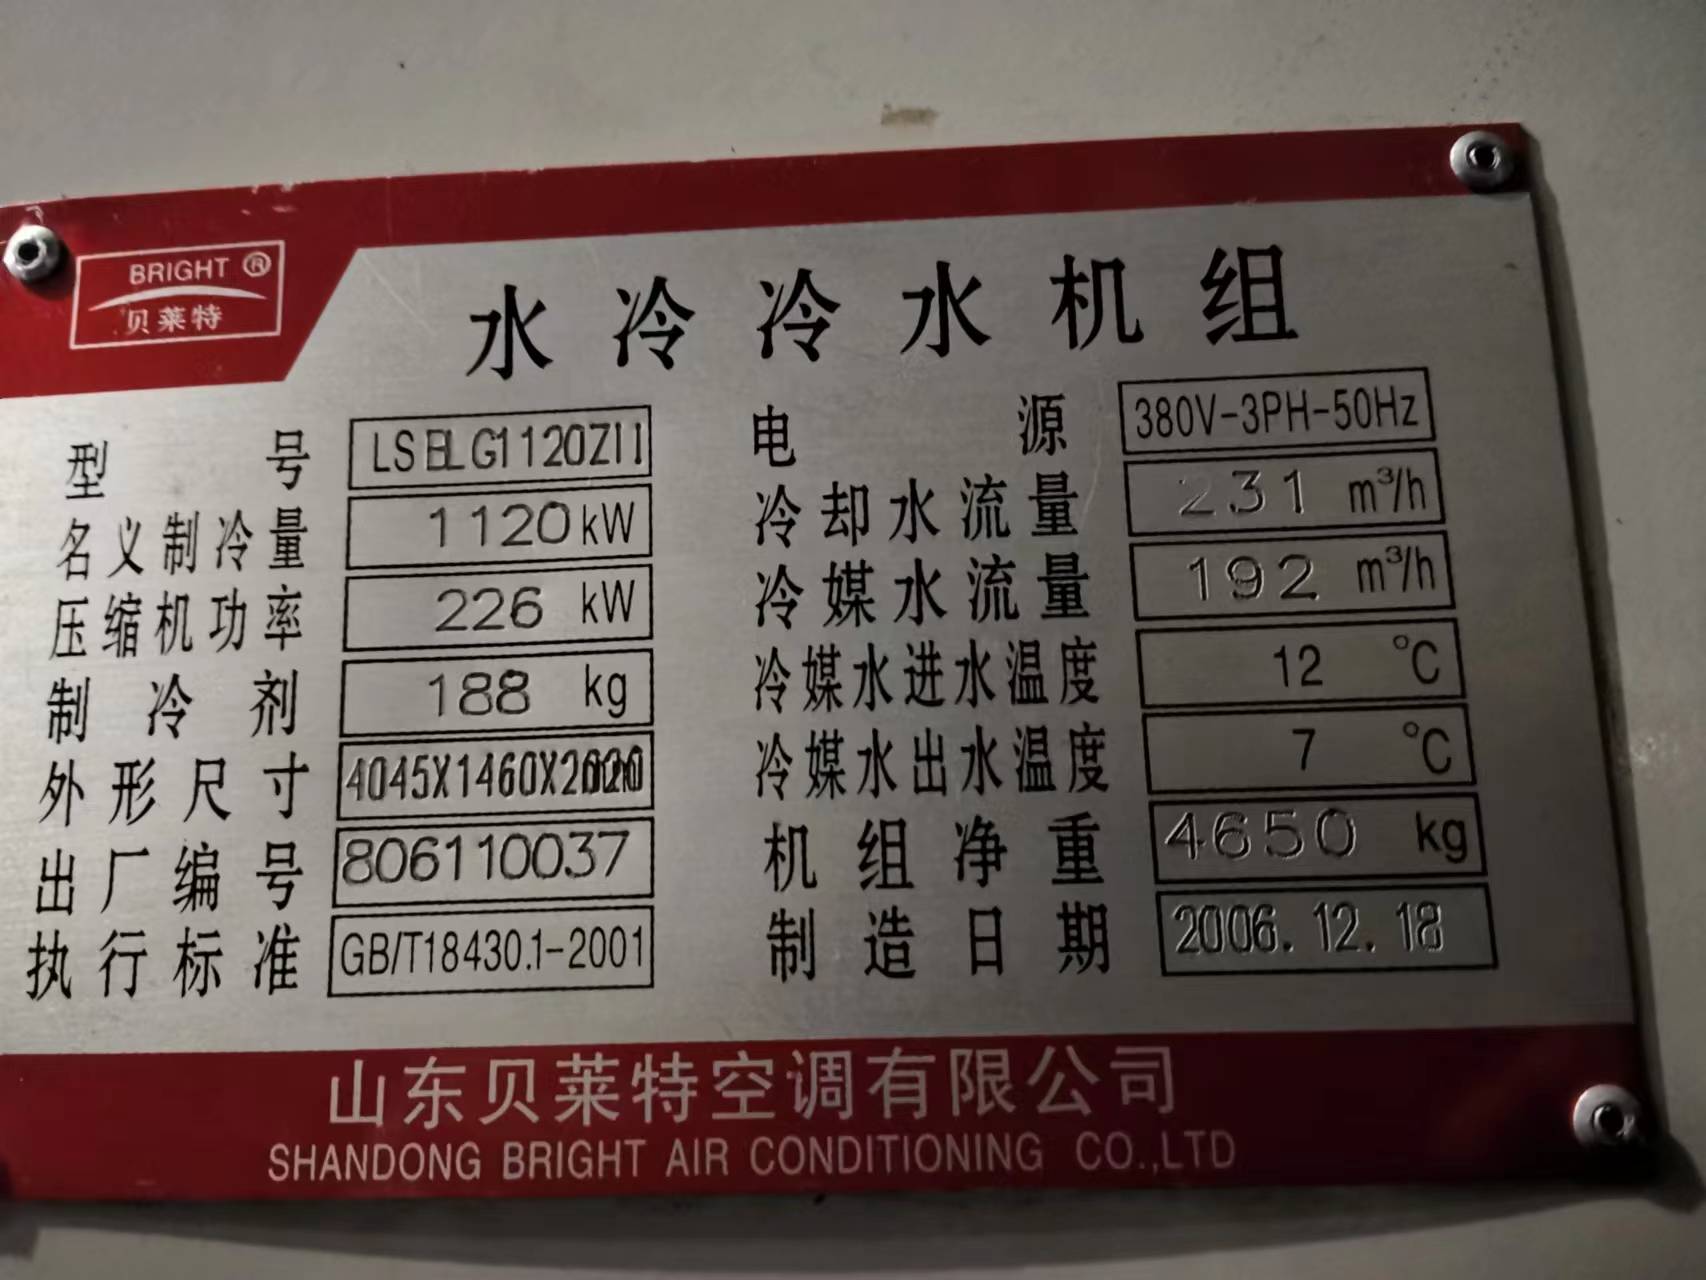 BRIGHT ®
贝莱特
水冷冷水机组
型号 LSBLG1120ZII
名义制冷量 1120kW
压缩机功率 226 kW
制冷剂 188 kg
外形尺寸 4045X1460X
出厂编号 806110037
执行标准 GB/T18430.1-2001
电源 380V-3PH-50Hz
冷却水流量 231 m³/h
冷媒水流量 192 m³/h
冷媒水进水温度 12 ℃
冷媒水出水温度 7 ℃
机组净重 4650 kg
制造日期 2006.12.18
山东贝莱特空调有限公司
SHANDONG BRIGHT AIR CONDITIONING CO.,LTD